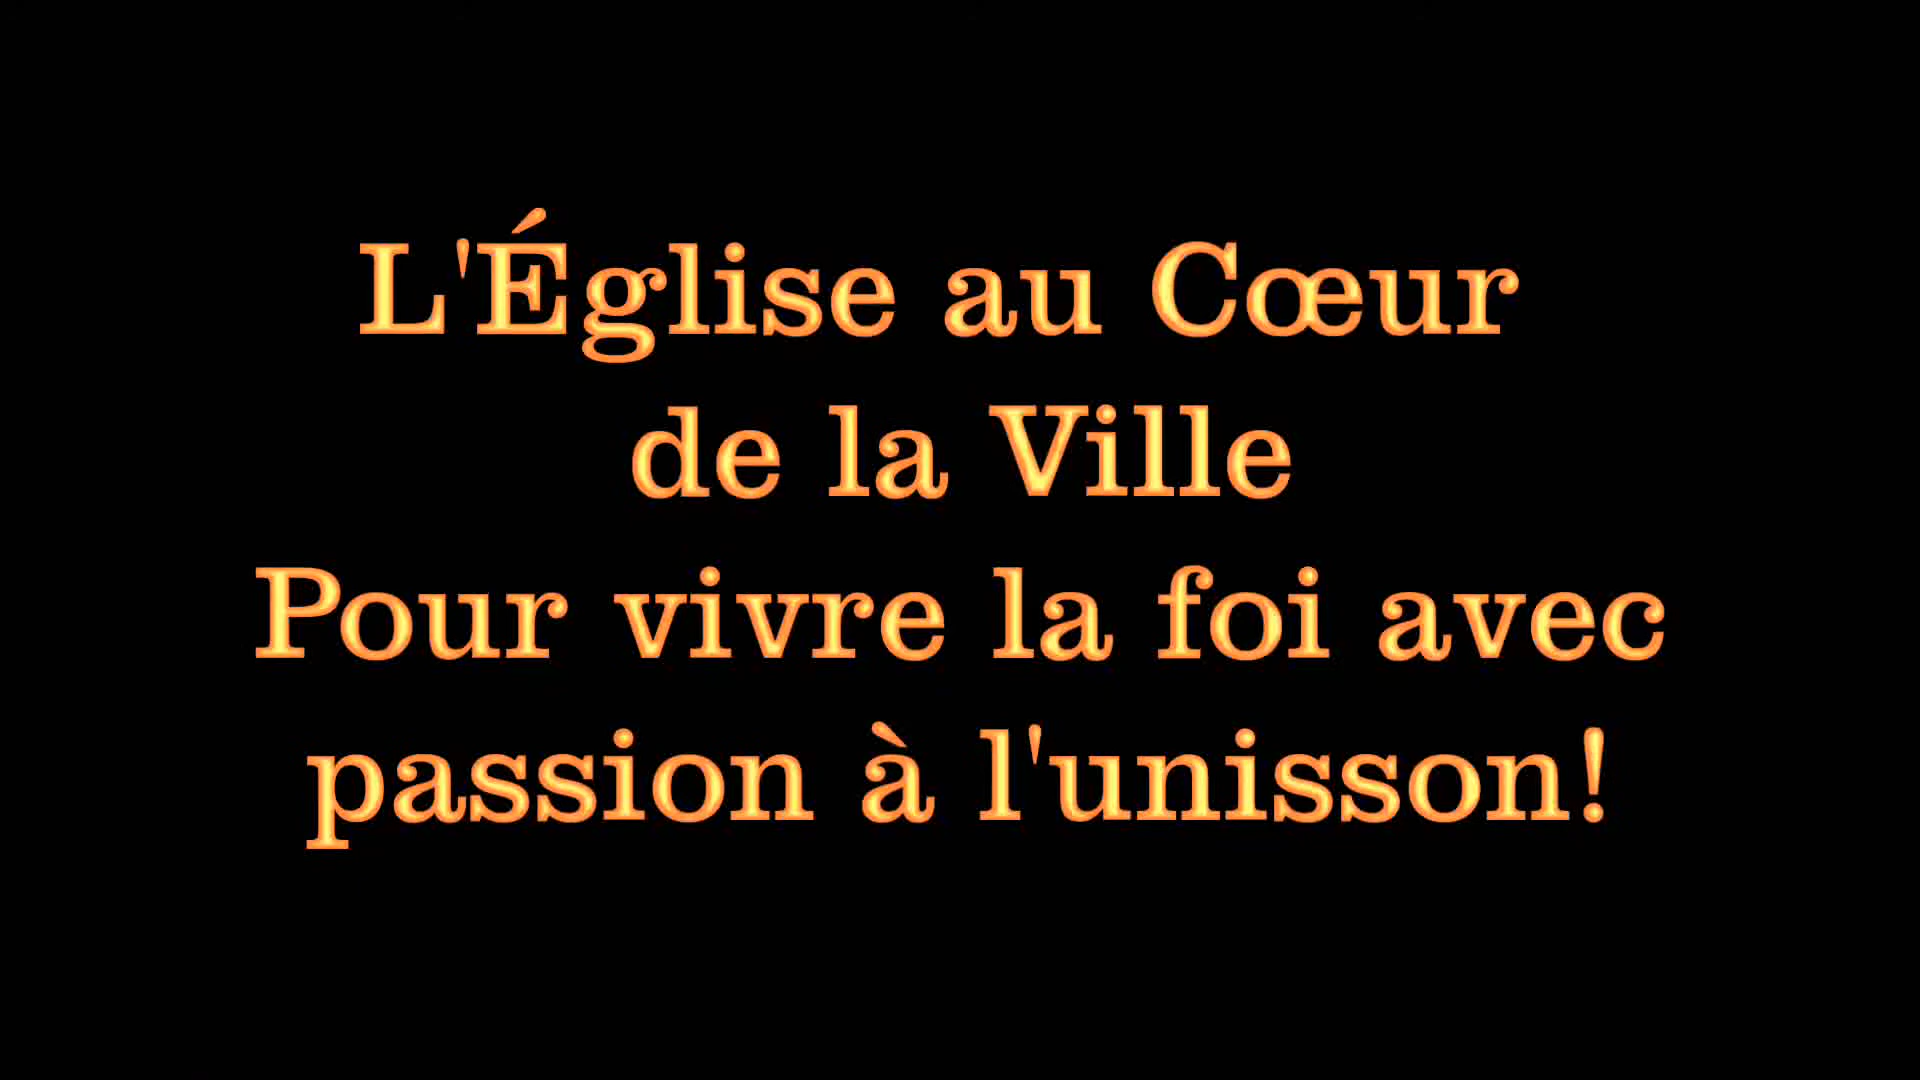 L'Église au Cœur
de la Ville
Pour vivre la foi avec
passion à l'unisson!